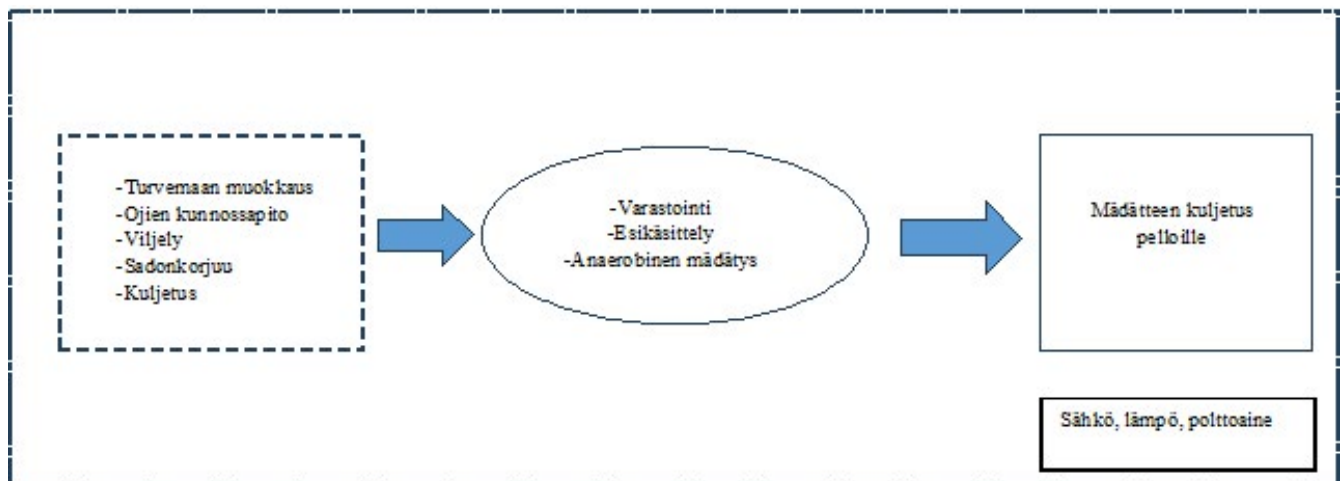 -Turvemaan muokkaus
-Ojien kunnossapito
-Viljely
-Sadonkorjuu
-Kuljetus
-Varastointi
-Esikäsittely
-Anaerobinen mädätys
Mädätteen kuljetus
pelloille
Sähkö, lämpö, polttoaine